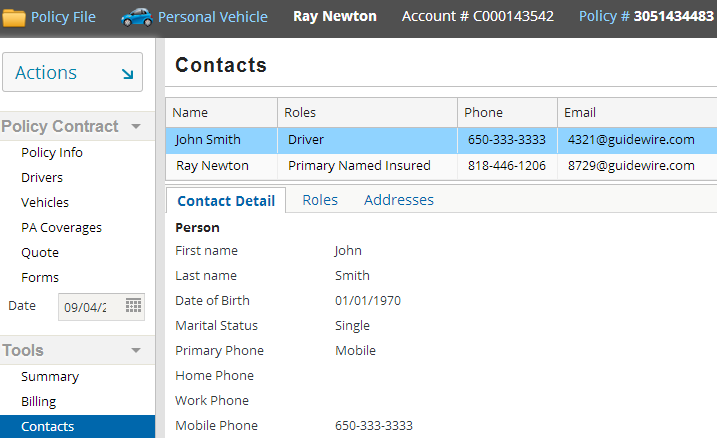 Policy File Personal Vehicle Ray Newton Account # C000143542 Policy # 3051434483
Actions
Policy Contract
Policy Info
Drivers
Vehicles
PA Coverages
Quote
Forms
Date 09/04/2
Tools
Summary
Billing
Contacts
Contacts
Name Roles Phone Email
John Smith Driver 650-333-3333 4321@guidewire.com
Ray Newton Primary Named Insured 818-446-1206 8729@guidewire.com
Contact Detail Roles Addresses
Person
First name John
Last name Smith
Date of Birth 01/01/1970
Marital Status Single
Primary Phone Mobile
Home Phone
Work Phone
Mobile Phone 650-333-3333